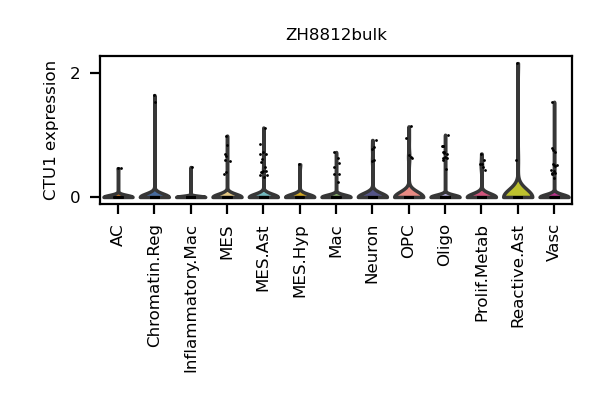 ZH8812bulk
CTU1 expression
2
0
AC
Chromatin.Reg
Inflammatory.Mac
MES
MES.Ast
MES.Hyp
Mac
Neuron
OPC
Oligo
Prolif.Metab
Reactive.Ast
Vasc